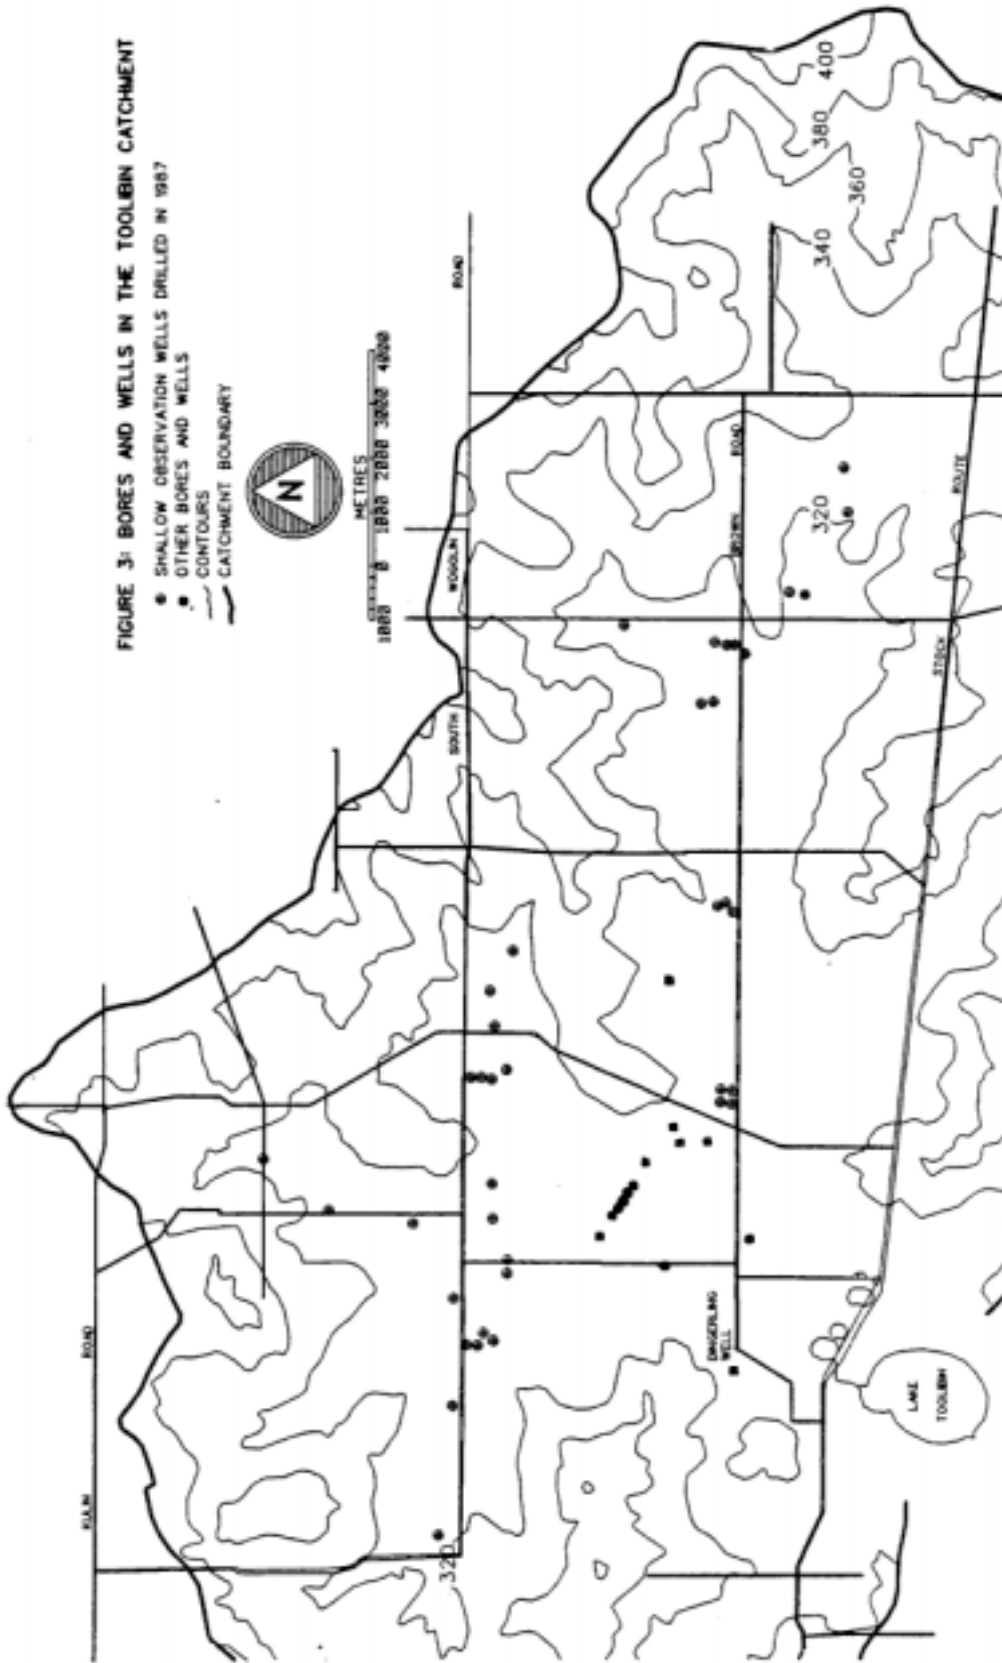 FIGURE 3: BORES AND WELLS IN THE TOOLIBIN CATCHMENT
SHALLOW OBSERVATION WELLS DRILLED IN 1987
OTHER BORES AND WELLS
CONTOURS
CATCHMENT BOUNDARY
N
METRES
1000 0 1000 2000 3000 4000
KULIN ROAD
SOUTH WOGOLIN ROAD
320
BROWN ROAD
DINGERLING
WELL
LAKE
TOOLIBIN
STOCK ROUTE
320
340
360
380
400